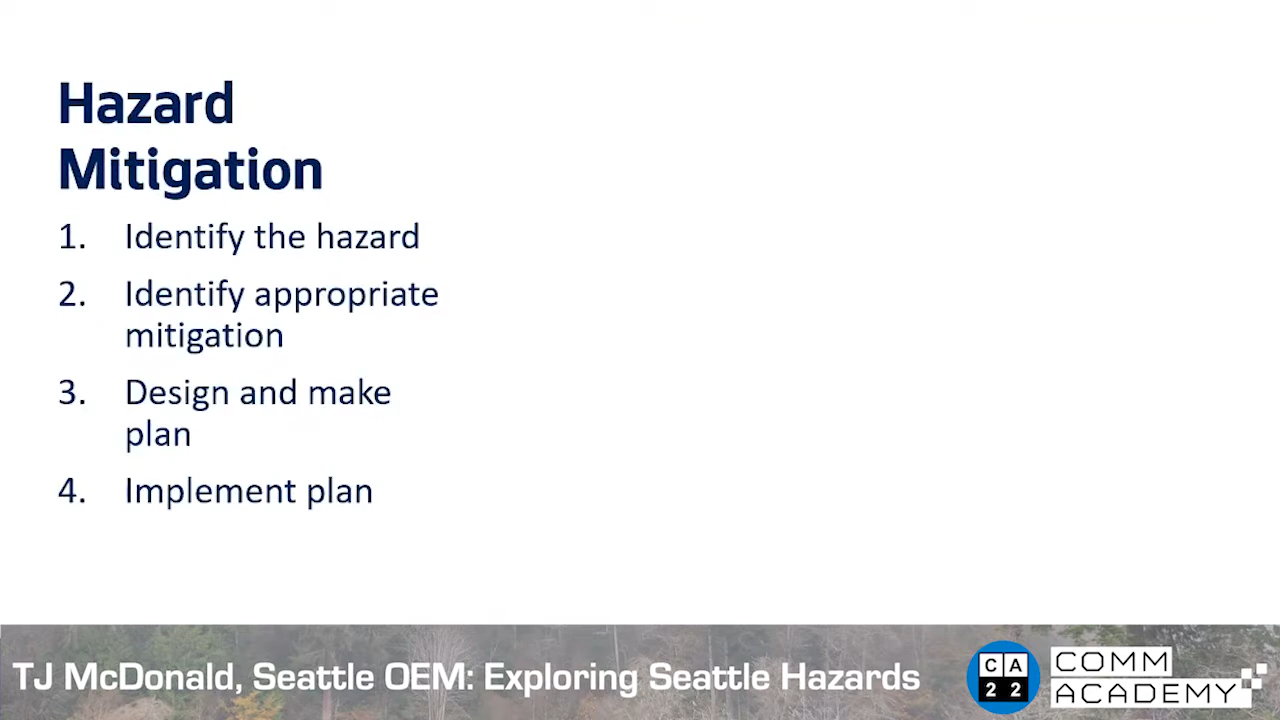 Hazard
Mitigation
1. Identify the hazard
2. Identify appropriate
mitigation
3. Design and make
plan
4. Implement plan
TJ McDonald, Seattle OEM: Exploring Seattle Hazards
CA
22
COMM
ACADEMY